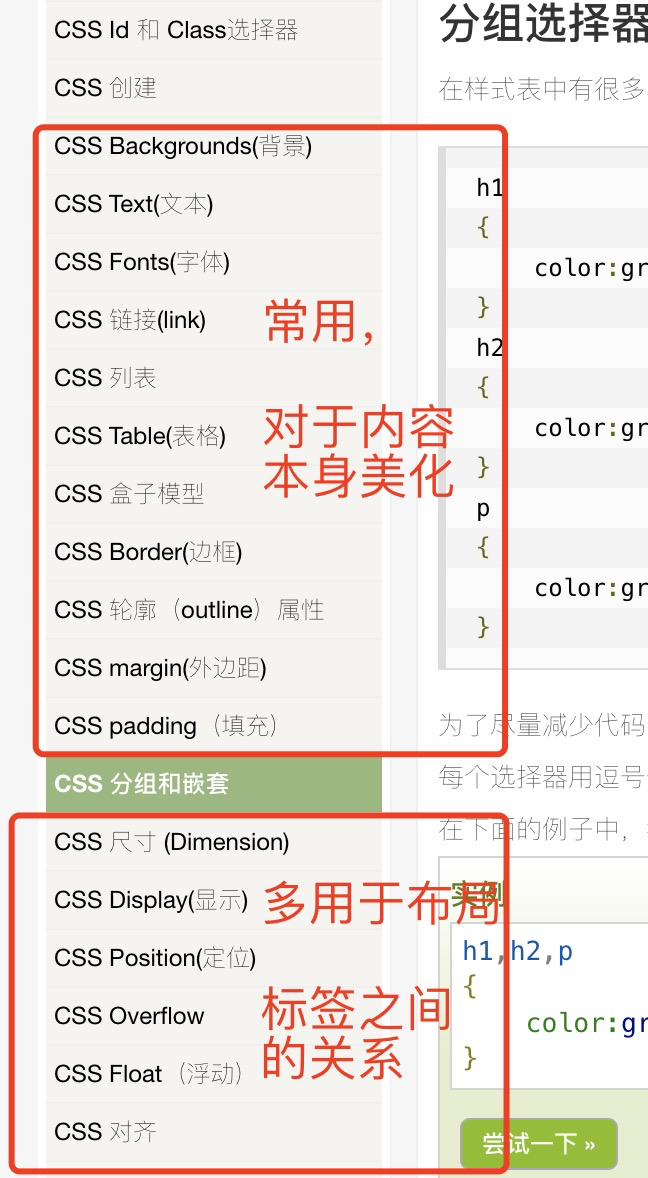 CSS Id 和 Class选择器
CSS 创建
CSS Backgrounds(背景)
CSS Text(文本)
CSS Fonts(字体)
CSS 链接(link)
CSS 列表
CSS Table(表格)
CSS 盒子模型
CSS Border(边框)
CSS 轮廓（outline）属性
CSS margin(外边距)
CSS padding（填充）
CSS 分组和嵌套
CSS 尺寸 (Dimension)
CSS Display(显示)
CSS Position(定位)
CSS Overflow
CSS Float（浮动）
CSS 对齐
常用，
对于内容
本身美化
多用于布局
标签之间
的关系
分组选择器
在样式表中有很多
h1
{
color:gr
}
h2
{
color:gr
}
p
{
color:gr
}
为了尽量减少代码
每个选择器用逗号
在下面的例子中，
实例
h1,h2,p
{
color:gr
}
尝试一下 »